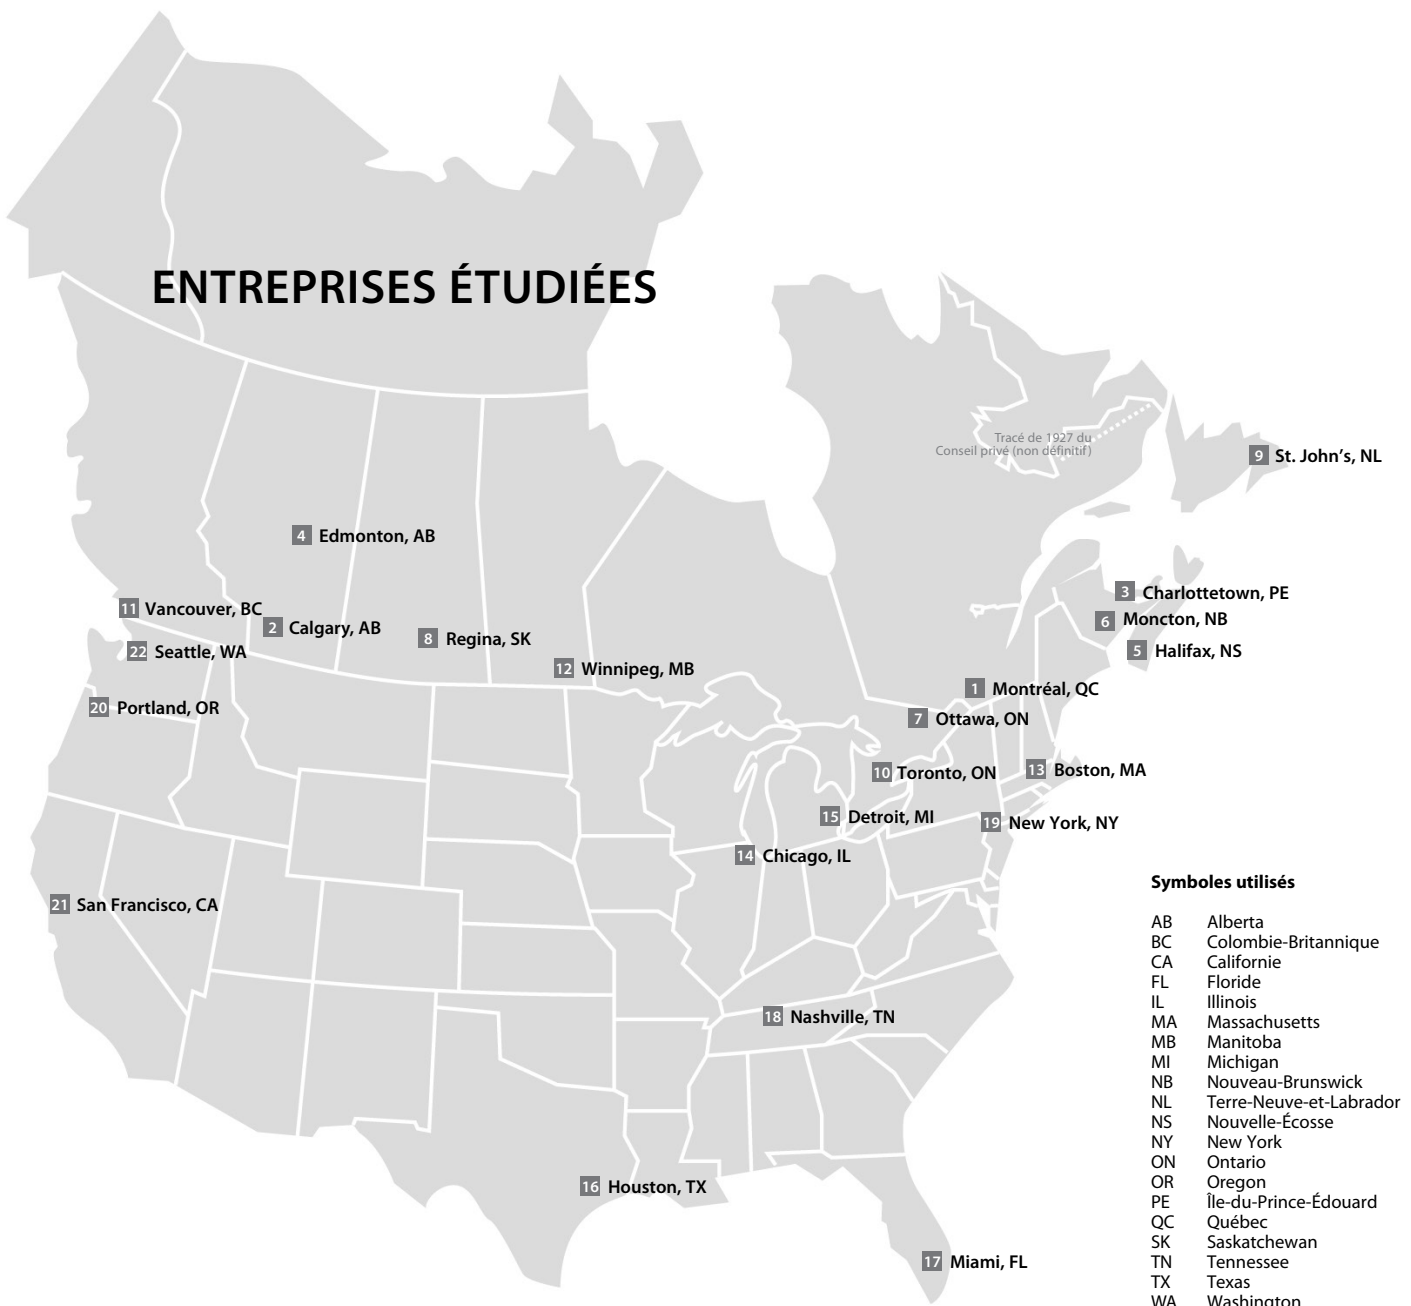 ENTREPRISES ÉTUDIÉES
Tracé de 1927 du
Conseil privé (non définitif)
9 St. John’s, NL
4 Edmonton, AB
3 Charlottetown, PE
11 Vancouver, BC
6 Moncton, NB
2 Calgary, AB
8 Regina, SK
5 Halifax, NS
22 Seattle, WA
12 Winnipeg, MB
1 Montréal, QC
20 Portland, OR
7 Ottawa, ON
10 Toronto, ON
13 Boston, MA
15 Detroit, MI
19 New York, NY
14 Chicago, IL
21 San Francisco, CA
18 Nashville, TN
16 Houston, TX
17 Miami, FL
Symboles utilisés
AB Alberta
BC Colombie-Britannique
CA Californie
FL Floride
IL Illinois
MA Massachusetts
MB Manitoba
MI Michigan
NB Nouveau-Brunswick
NL Terre-Neuve-et-Labrador
NS Nouvelle-Écosse
NY New York
ON Ontario
OR Oregon
PE Île-du-Prince-Édouard
QC Québec
SK Saskatchewan
TN Tennessee
TX Texas
WA Washington